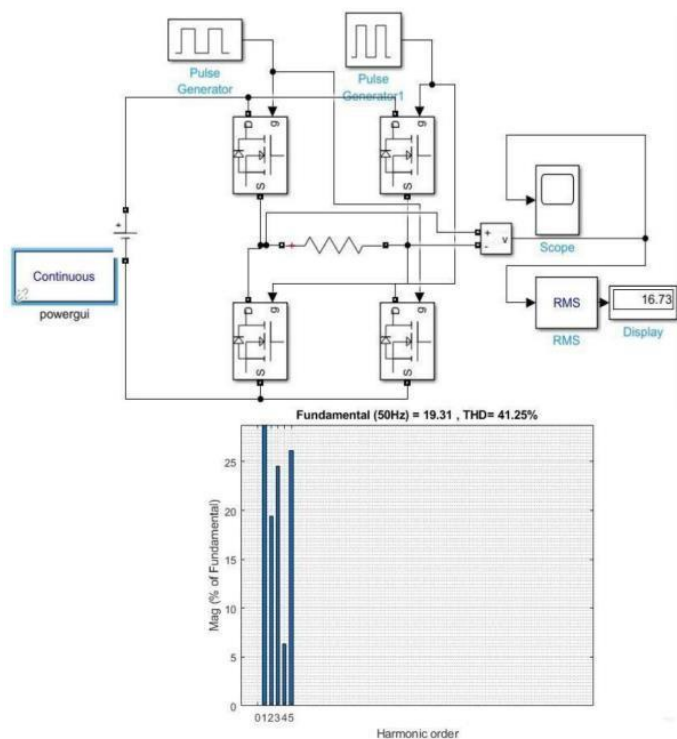 Pulse
Generator
Pulse
Generator1
D
g
S
D
g
S
+
Continuous
powergui
+
+
-
v
Scope
D
g
S
D
g
S
RMS
RMS
16.73
Display
Fundamental (50Hz) = 19.31 , THD= 41.25%
Mag (% of Fundamental)
25
20
15
10
5
0
012345
Harmonic order